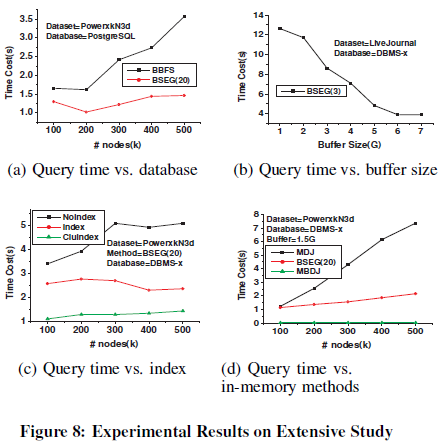 3.5
3.0
2.5
2.0
1.5
1.0
Time Cost(s)
Dataset=PowerxkN3d
Database=PostgreSQL
BBFS
BSEG(20)
100 200 300 400 500
# nodes(k)
(a) Query time vs. database
14
12
10
8
6
4
Time Cost(s)
Dataset=LiveJournal
Database=DBMS-x
BSEG(3)
1 2 3 4 5 6 7
Buffer Size(G)
(b) Query time vs. buffer size
5
4
3
2
1
Time Cost(s)
NoIndex
Index
CluIndex
Dataset=PowerxkN3d
Method=BSEG(20)
Database=DBMS-x
100 200 300 400 500
# nodes(k)
(c) Query time vs. index
8
7
6
5
4
3
2
1
0
Time Cost(s)
Dataset=PowerxkN3d
Database=DBMS-x
Buffer=1.5G
MDJ
BSEG(20)
MBDJ
100 200 300 400 500
# nodes(k)
(d) Query time vs.
in-memory methods
Figure 8: Experimental Results on Extensive Study